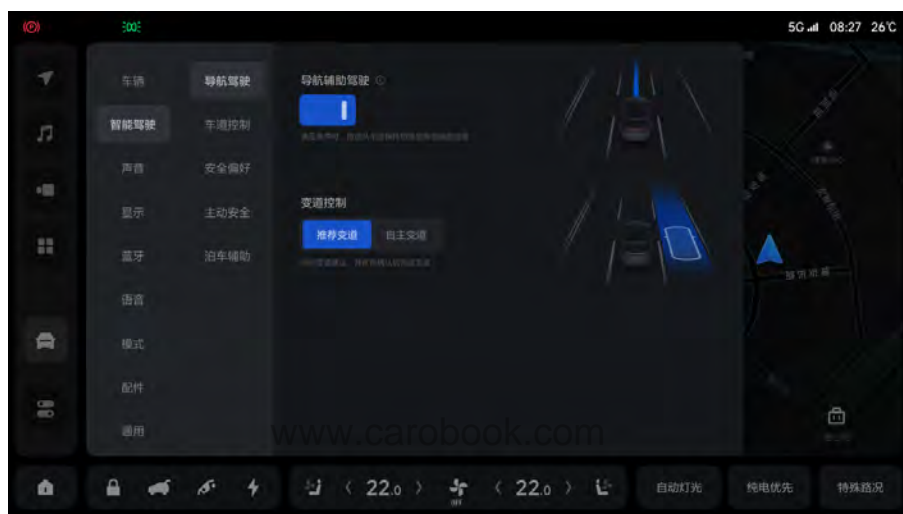 5G 08:27 26℃
车辆 导航驾驶
智能驾驶 车道控制
声音 安全偏好
显示 主动安全
蓝牙 泊车辅助
语言
模式
配件
通用
导航辅助驾驶
变道控制
推荐变道 自主变道
www.carobook.com
22.0 OFF 22.0 自动灯光 纯电优先 特殊路况